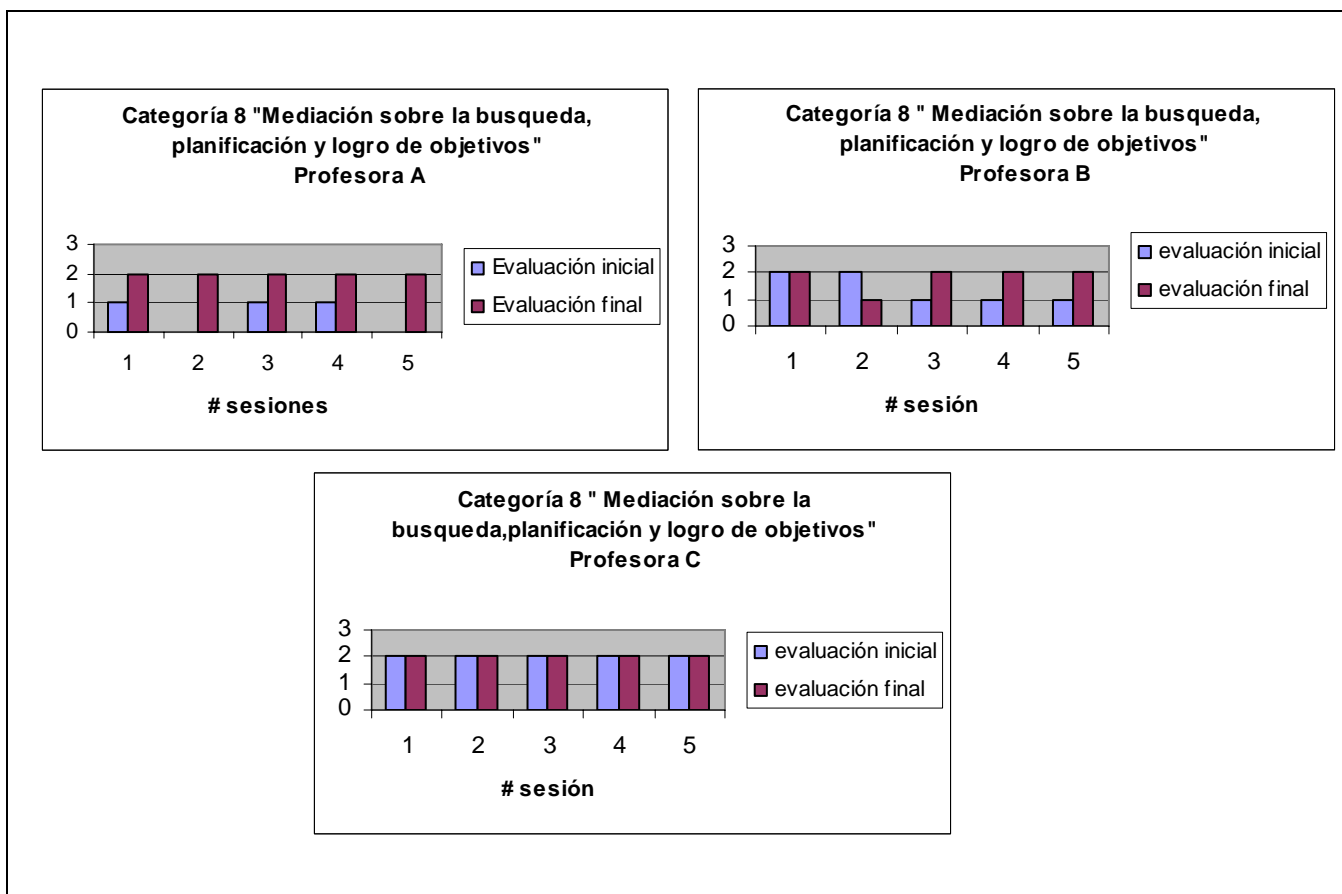 Categoría 8 "Mediación sobre la busqueda,
planificación y logro de objetivos"
Profesora A
3
2
1
0
1 2 3 4 5
# sesiones
Evaluación inicial
Evaluación final
Categoría 8 " Mediación sobre la busqueda,
planificación y logro de objetivos"
Profesora B
3
2
1
0
1 2 3 4 5
# sesión
evaluación inicial
evaluación final
Categoría 8 " Mediación sobre la
busqueda,planificación y logro de objetivos"
Profesora C
3
2
1
0
1 2 3 4 5
# sesión
evaluación inicial
evaluación final